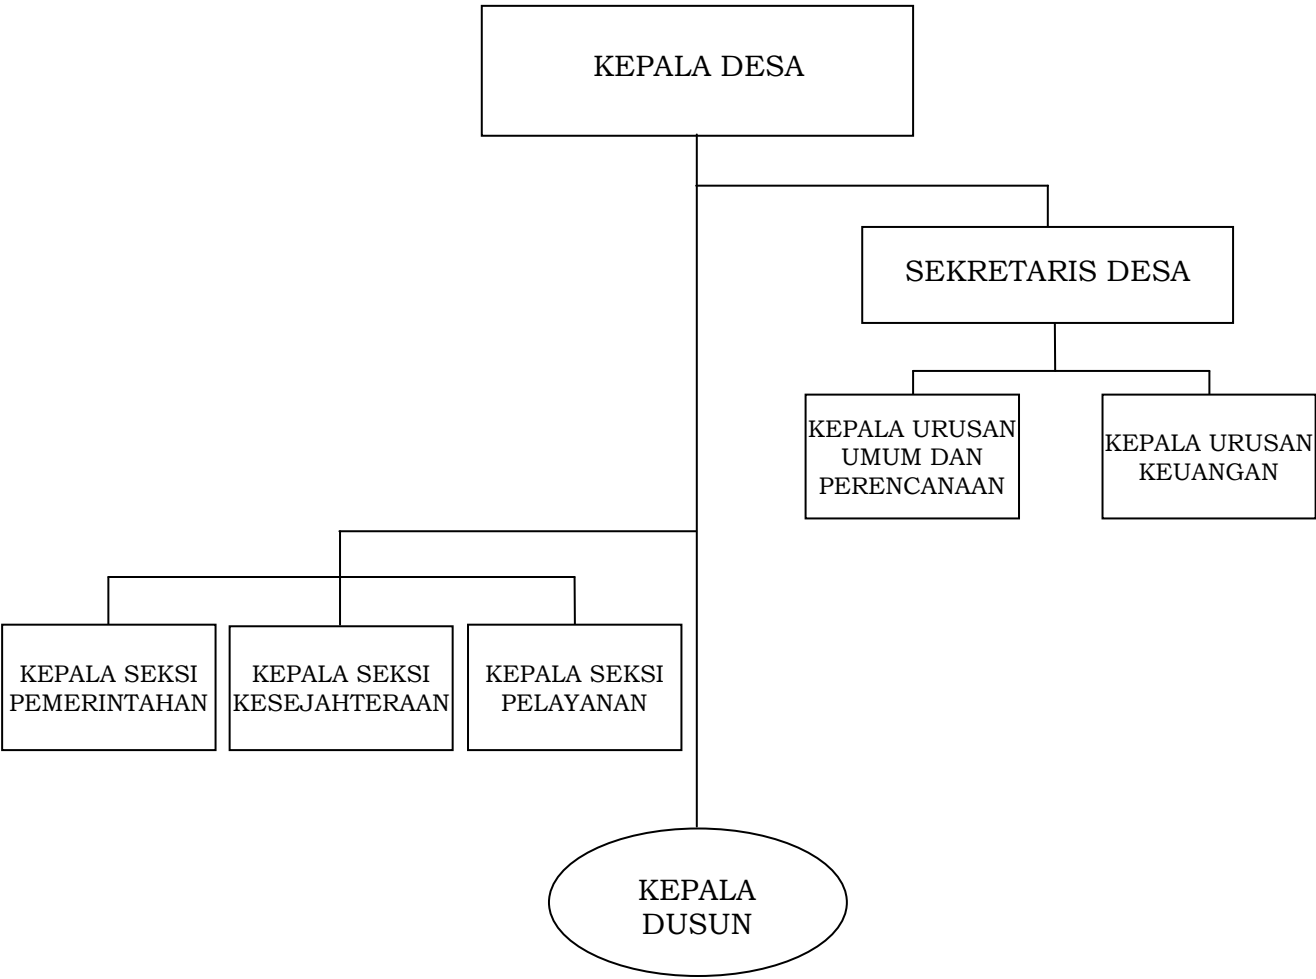 KEPALA DESA
SEKRETARIS DESA
KEPALA URUSAN
UMUM DAN
PERENCANAAN
KEPALA URUSAN
KEUANGAN
KEPALA SEKSI
PEMERINTAHAN
KEPALA SEKSI
KESEJAHTERAAN
KEPALA SEKSI
PELAYANAN
KEPALA
DUSUN